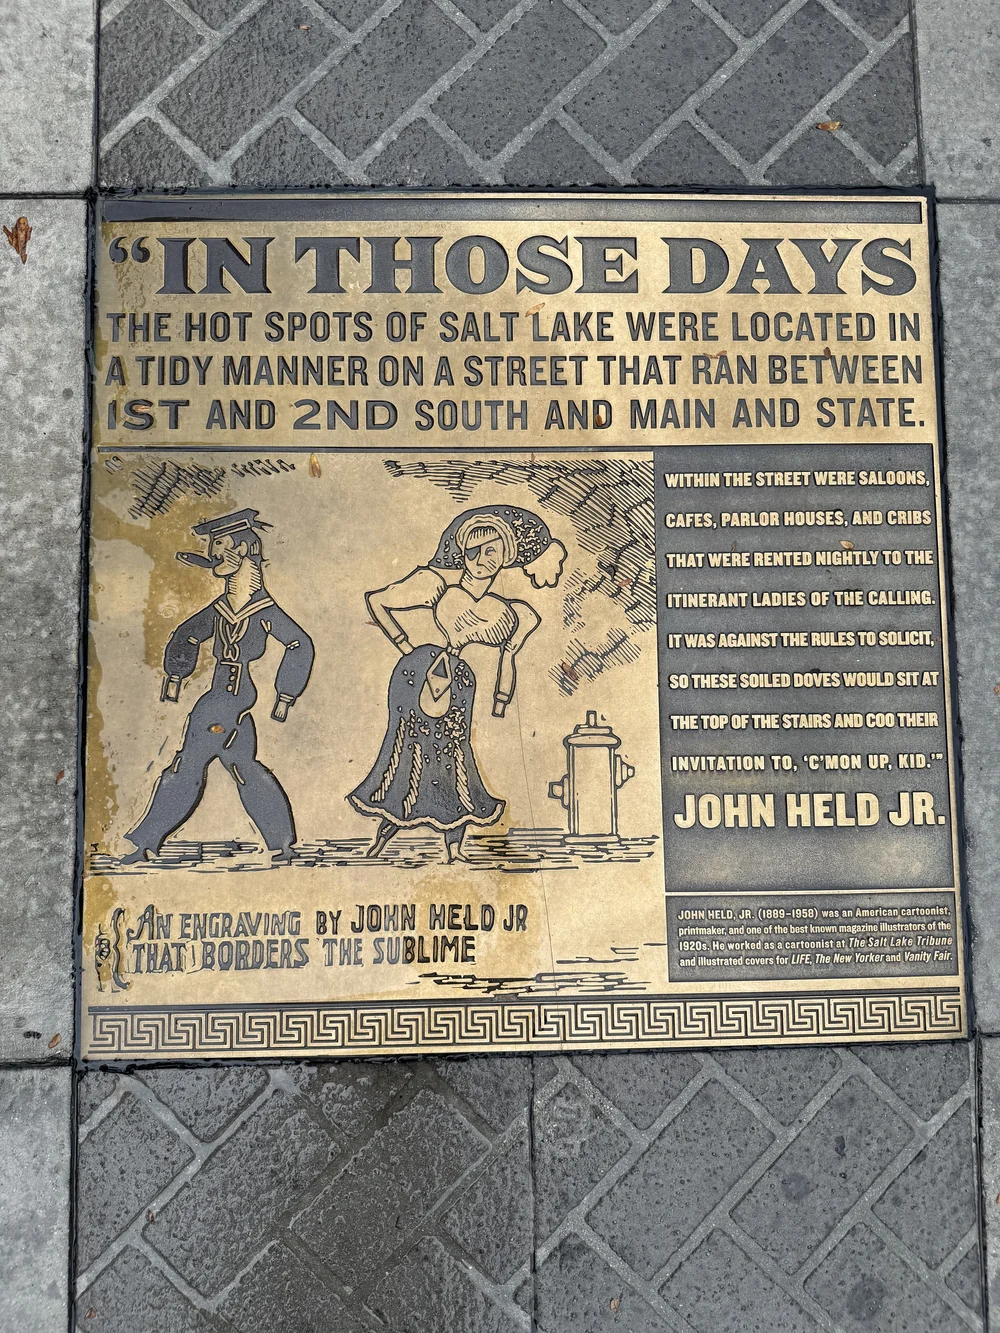 “IN THOSE DAYS
THE HOT SPOTS OF SALT LAKE WERE LOCATED IN
A TIDY MANNER ON A STREET THAT RAN BETWEEN
1ST AND 2ND SOUTH AND MAIN AND STATE.
WITHIN THE STREET WERE SALOONS,
CAFES, PARLOR HOUSES, AND CRIBS
THAT WERE RENTED NIGHTLY TO THE
ITINERANT LADIES OF THE CALLING.
IT WAS AGAINST THE RULES TO SOLICIT,
SO THESE SOILED DOVES WOULD SIT AT
THE TOP OF THE STAIRS AND COO THEIR
INVITATION TO, ‘C’MON UP, KID.’”
JOHN HELD JR.
JOHN HELD, JR. (1889–1958) was an American cartoonist,
printmaker, and one of the best known magazine illustrators of the
1920s. He worked as a cartoonist at The Salt Lake Tribune
and illustrated covers for LIFE, The New Yorker and Vanity Fair.
AN ENGRAVING BY JOHN HELD JR
THAT BORDERS THE SUBLIME